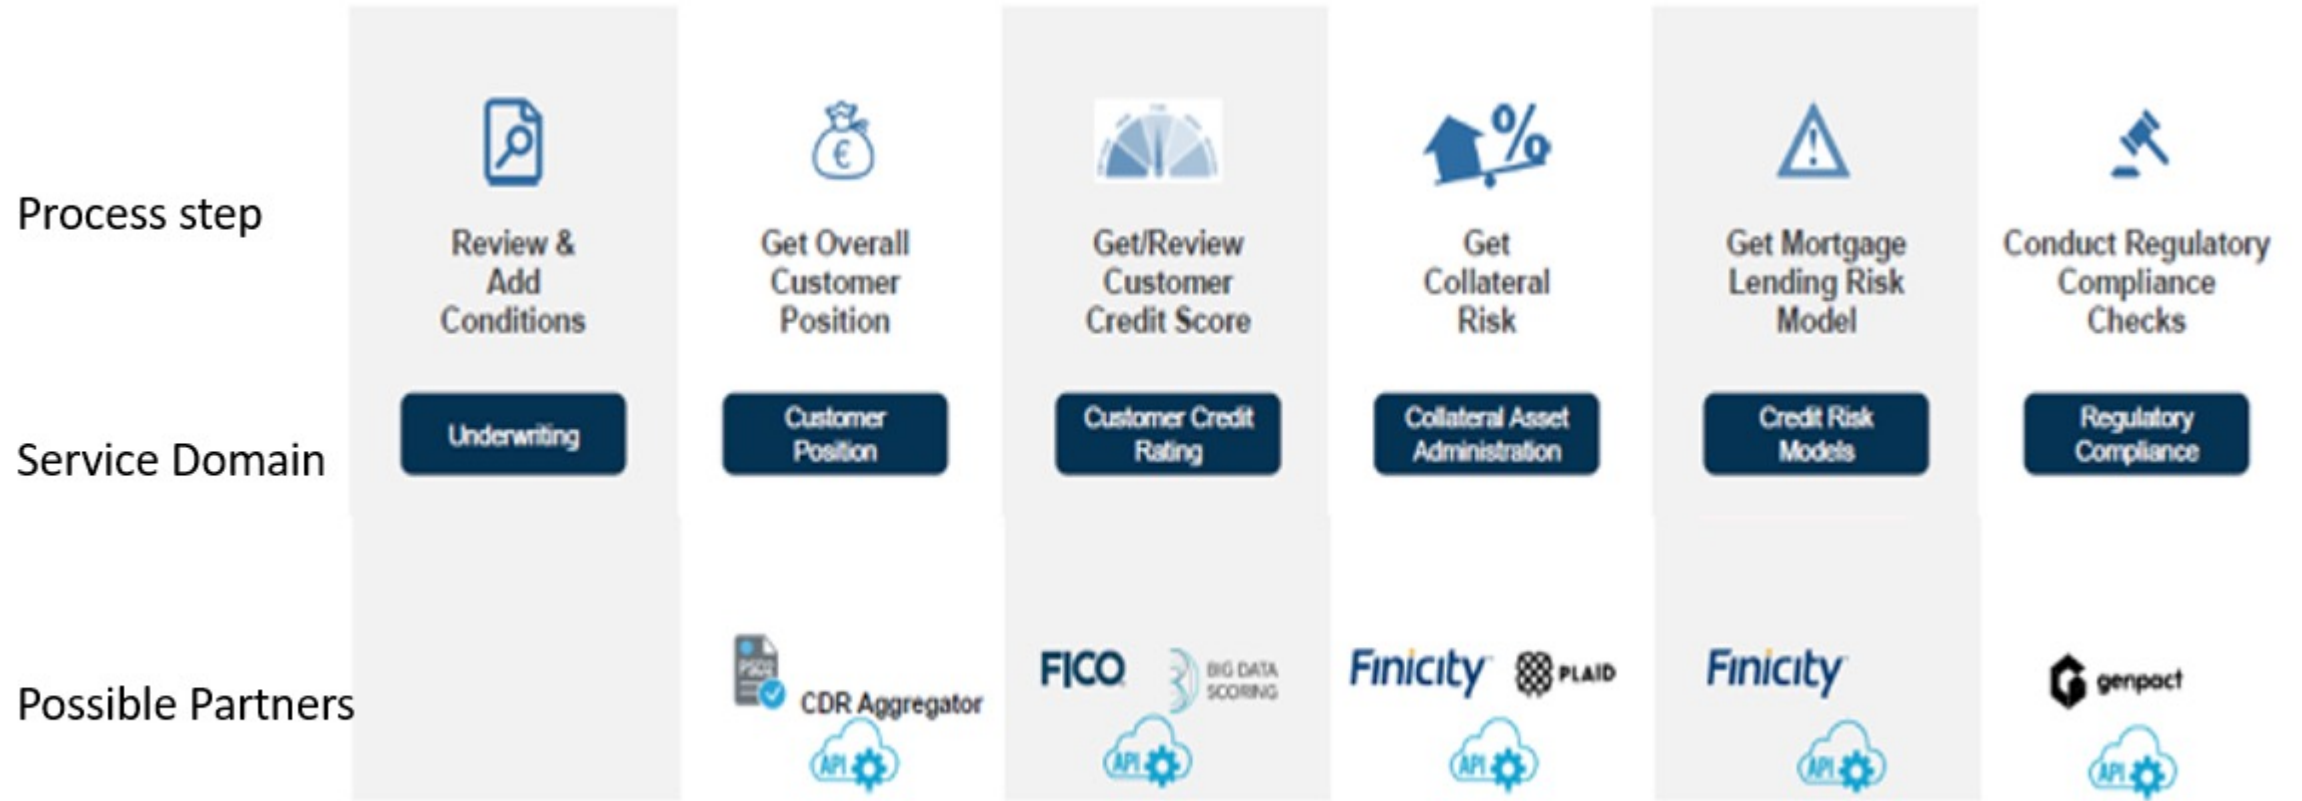 Process step
Review &
Add
Conditions
Get Overall
Customer
Position
Get/Review
Customer
Credit Score
Get
Collateral
Risk
Get Mortgage
Lending Risk
Model
Conduct Regulatory
Compliance
Checks
€
%
!
Service Domain
Underwriting
Customer
Position
Customer Credit
Rating
Collateral Asset
Administration
Credit Risk
Models
Regulatory
Compliance
Possible Partners
PSD2
CDR Aggregator
API
FICO
BIG DATA
SCORING
API
Finicity
PLAID
API
Finicity
API
genpact
API